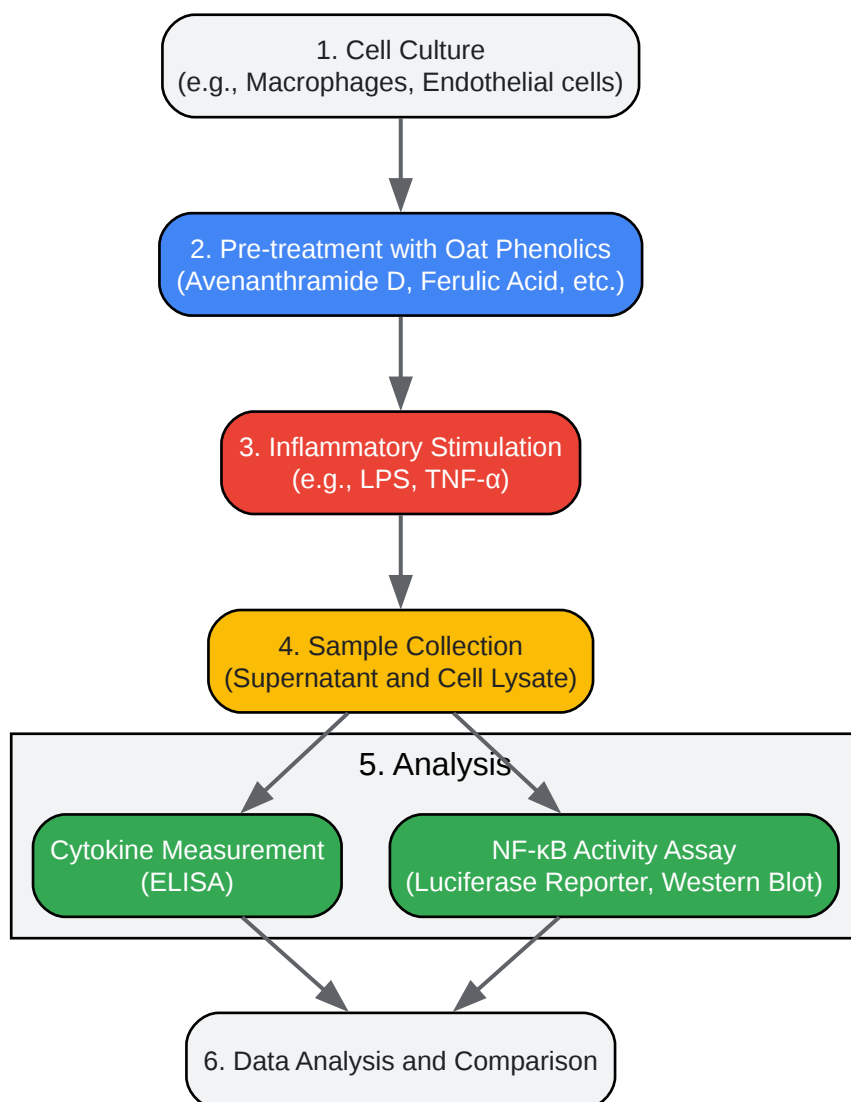 1. Cell Culture
(e.g., Macrophages, Endothelial cells)
2. Pre-treatment with Oat Phenolics
(Avenanthramide D, Ferulic Acid, etc.)
3. Inflammatory Stimulation
(e.g., LPS, TNF-α)
4. Sample Collection
(Supernatant and Cell Lysate)
5. Analysis
Cytokine Measurement
(ELISA)
NF-κB Activity Assay
(Luciferase Reporter, Western Blot)
6. Data Analysis and Comparison